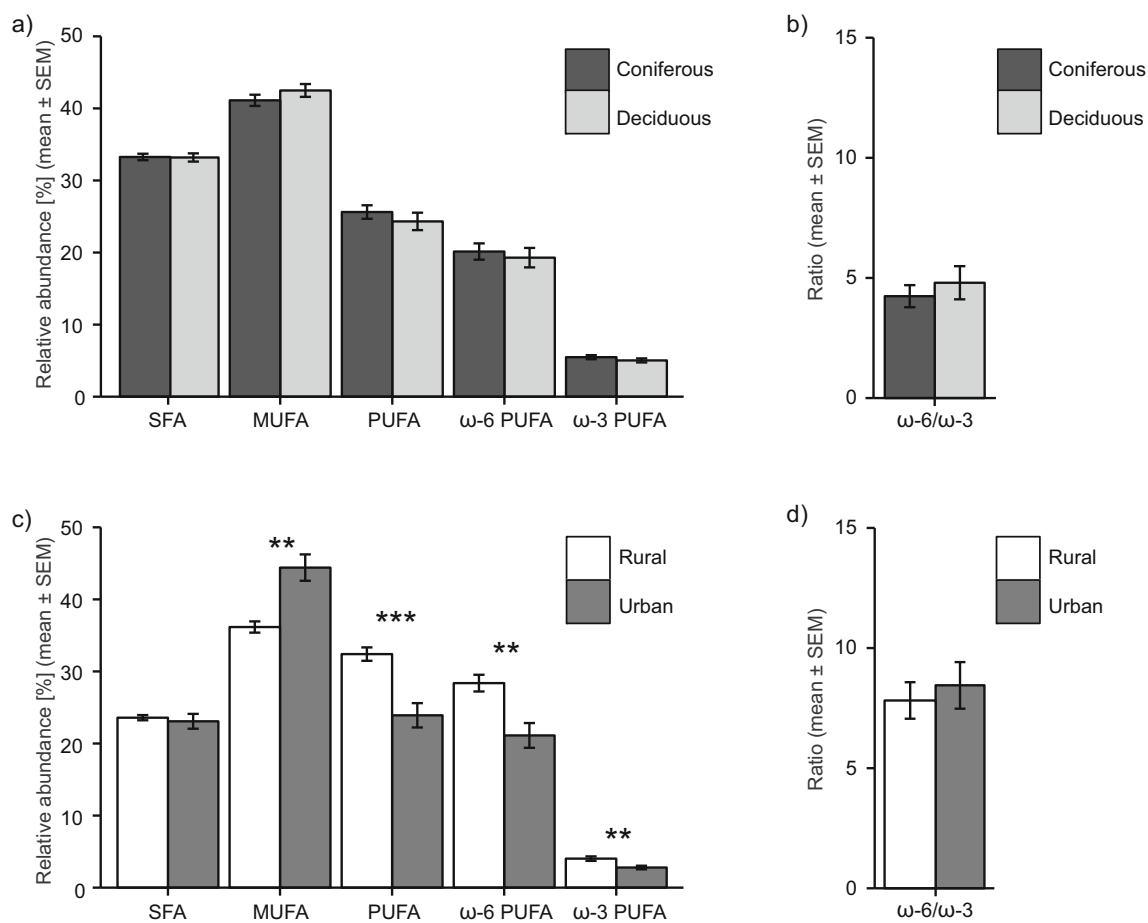 a)
Relative abundance [%] (mean ± SEM)
50
40
30
20
10
0
Coniferous
Deciduous
SFA MUFA PUFA ω-6 PUFA ω-3 PUFA
b)
Ratio (mean ± SEM)
15
10
5
0
Coniferous
Deciduous
ω-6/ω-3
c)
Relative abundance [%] (mean ± SEM)
50
40
30
20
10
0
** *** ** **
Rural
Urban
SFA MUFA PUFA ω-6 PUFA ω-3 PUFA
d)
Ratio (mean ± SEM)
15
10
5
0
Rural
Urban
ω-6/ω-3